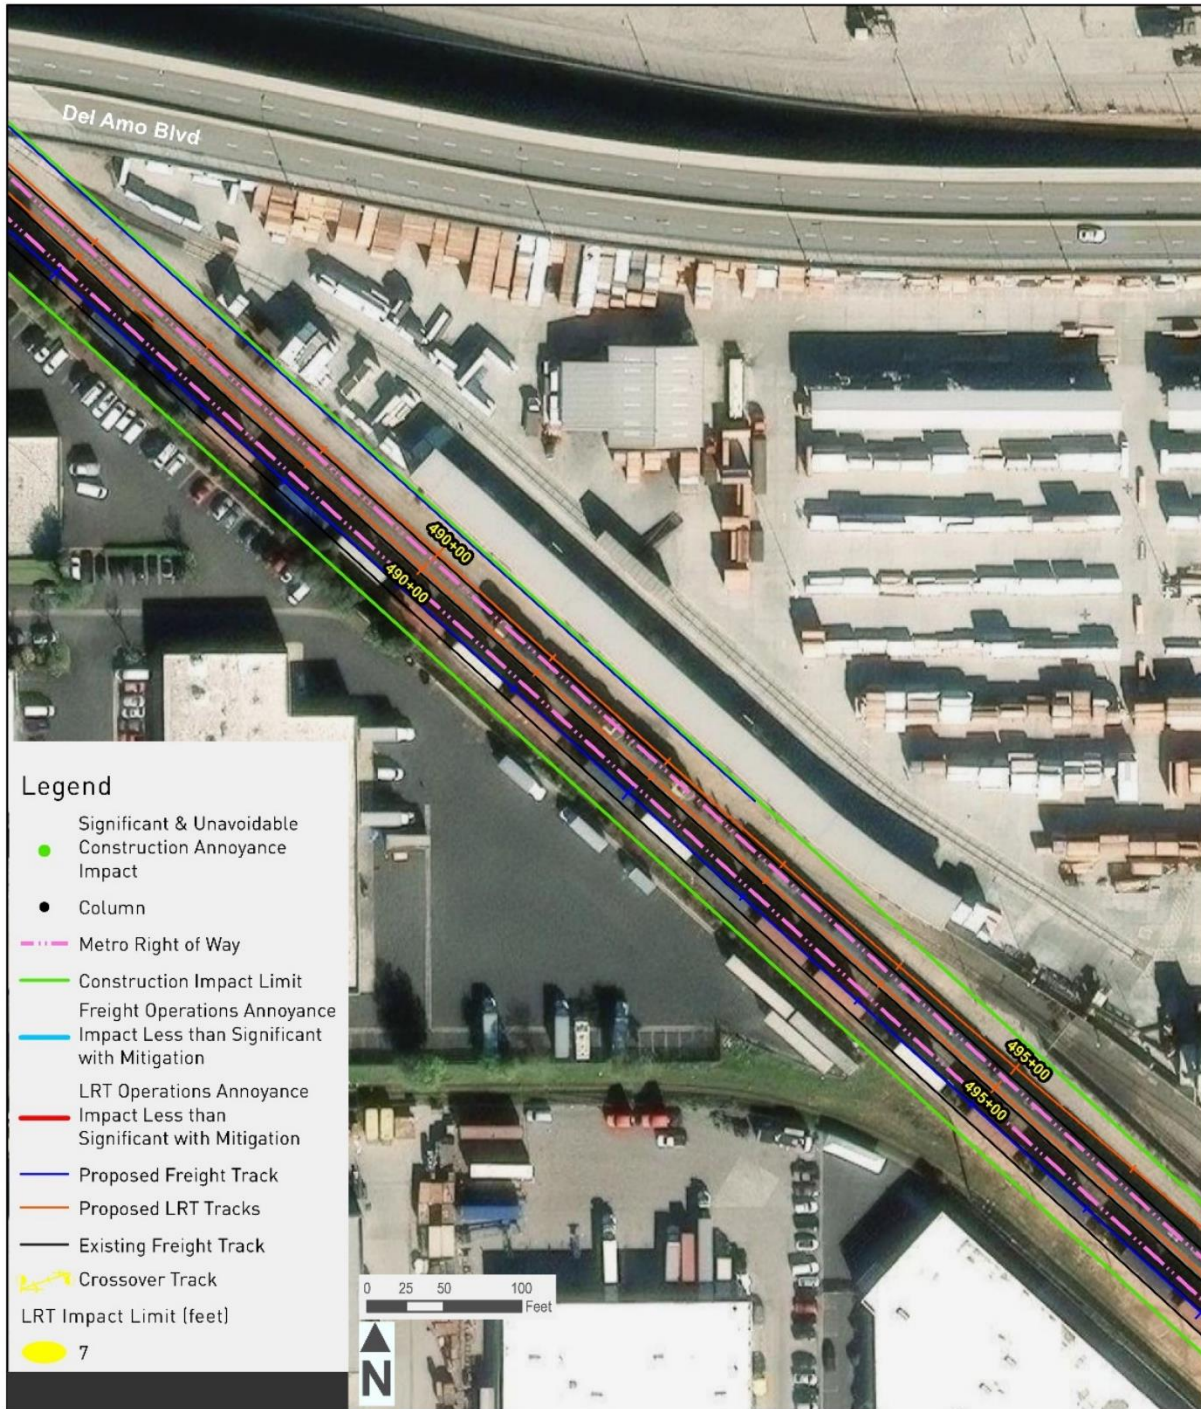 Del Amo Blvd
490+00
490+00
495+00
495+00
Legend
Significant & Unavoidable
Construction Annoyance
Impact
Column
Metro Right of Way
Construction Impact Limit
Freight Operations Annoyance
Impact Less than Significant
with Mitigation
LRT Operations Annoyance
Impact Less than
Significant with Mitigation
Proposed Freight Track
Proposed LRT Tracks
Existing Freight Track
Crossover Track
LRT Impact Limit (feet)
7
0 25 50 100
Feet
N